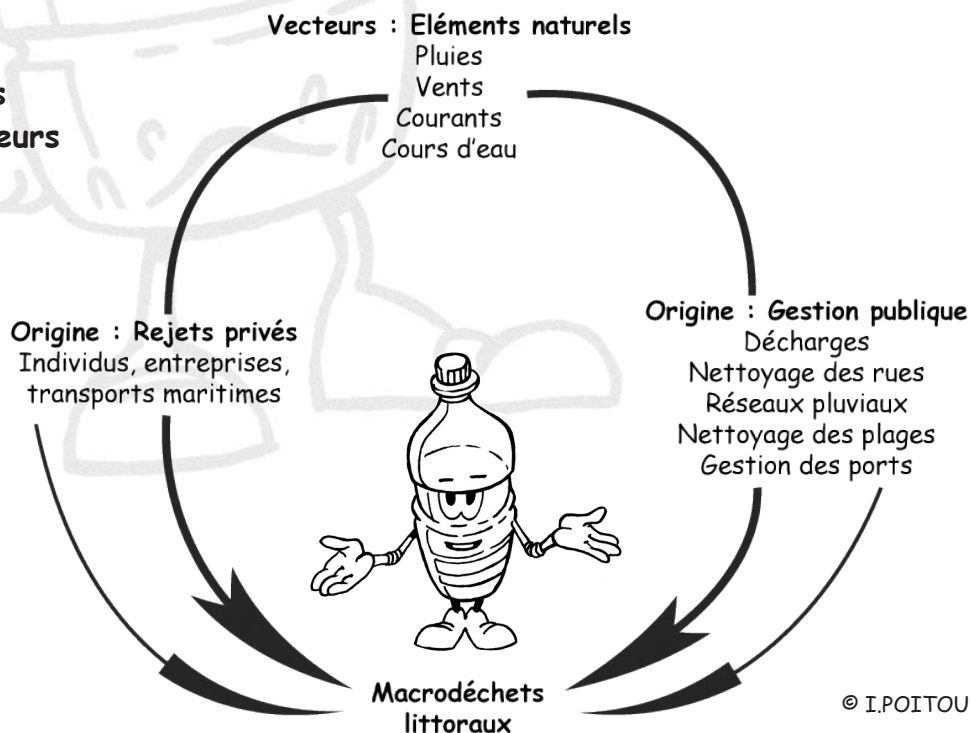 Vecteurs : Eléments naturels
Pluies
Vents
Courants
Cours d'eau
Origine : Rejets privés
Individus, entreprises,
transports maritimes
Origine : Gestion publique
Décharges
Nettoyage des rues
Réseaux pluviaux
Nettoyage des plages
Gestion des ports
Macrodéchets
littoraux
© I.POITOU